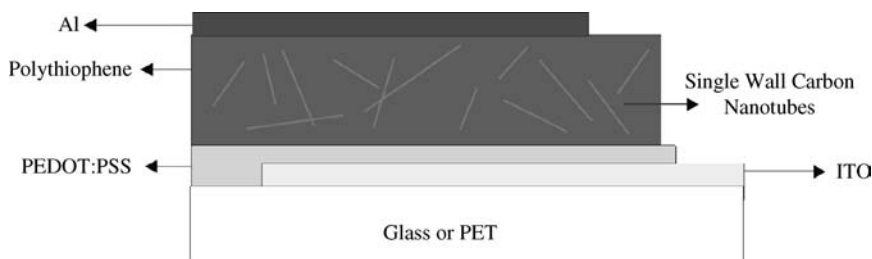 Al
Polythiophene
Single Wall Carbon
Nanotubes
PEDOT:PSS
ITO
Glass or PET